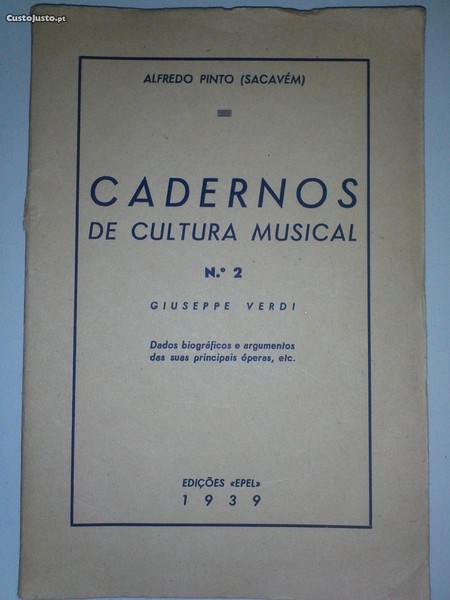 CustoJusto.pt
ALFREDO PINTO (SACAVÉM)
CADERNOS
DE CULTURA MUSICAL
N.º 2
GIUSEPPE VERDI
Dados biográficos e argumentos
das suas principais óperas, etc.
EDIÇÕES «EPEL»
1939